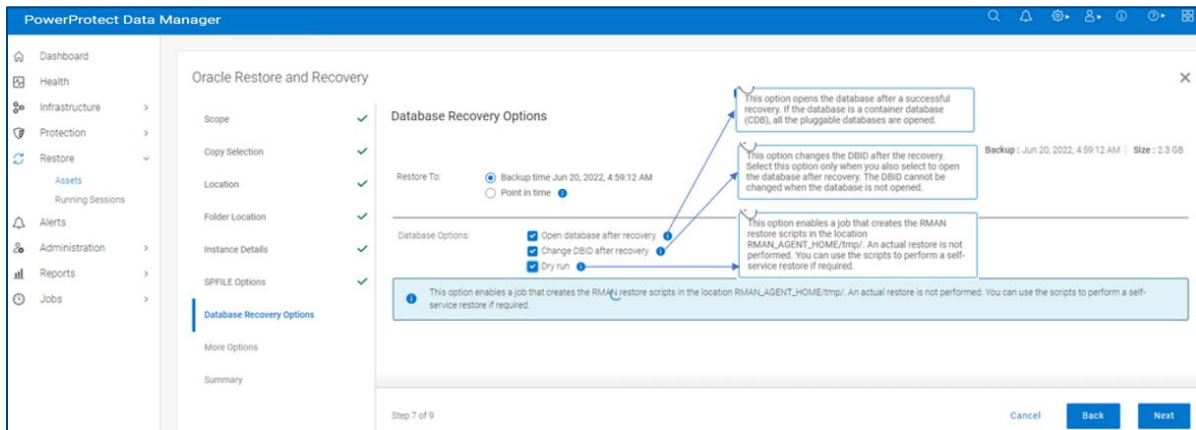 PowerProtect Data Manager
Dashboard
Health
Infrastructure
Protection
Restore
Assets
Running Sessions
Alerts
Administration
Reports
Jobs
Oracle Restore and Recovery
Scope
Copy Selection
Location
Folder Location
Instance Details
SPFILE Options
Database Recovery Options
More Options
Summary
Database Recovery Options
Backup : Jun 20, 2022, 4:59:12 AM | Size : 2.3 GB
Restore To:
Backup time Jun 20, 2022, 4:59:12 AM
Point in time
Database Options:
Open database after recovery
Change DBID after recovery
Dry run
This option opens the database after a successful
recovery. If the database is a container database
(CDB), all the pluggable databases are opened.
This option changes the DBID after the recovery.
Select this option only when you also select to open
the database after recovery. The DBID cannot be
changed when the database is not opened.
This option enables a job that creates the RMAN
restore scripts in the location
RMAN_AGENT_HOME/tmp/. An actual restore is not
performed. You can use the scripts to perform a self-
service restore if required.
This option enables a job that creates the RMAN restore scripts in the location RMAN_AGENT_HOME/tmp/. An actual restore is not performed. You can use the scripts to perform a self-
service restore if required.
Step 7 of 9
Cancel
Back
Next